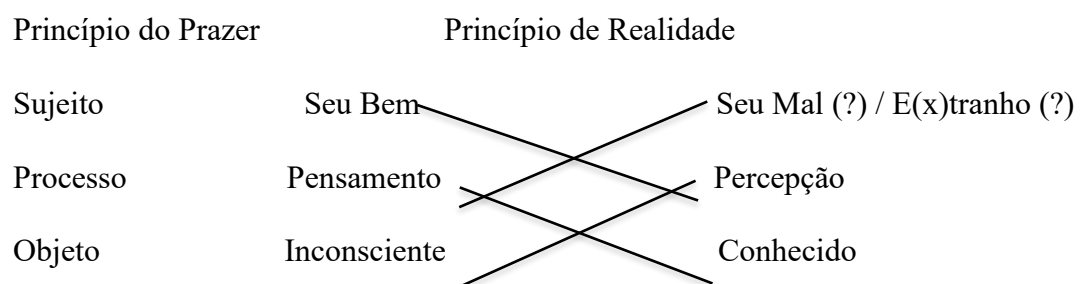 Princípio do Prazer Princípio de Realidade
Sujeito Seu Bem Seu Mal (?) / E(x)tranho (?)
Processo Pensamento Percepção
Objeto Inconsciente Conhecido